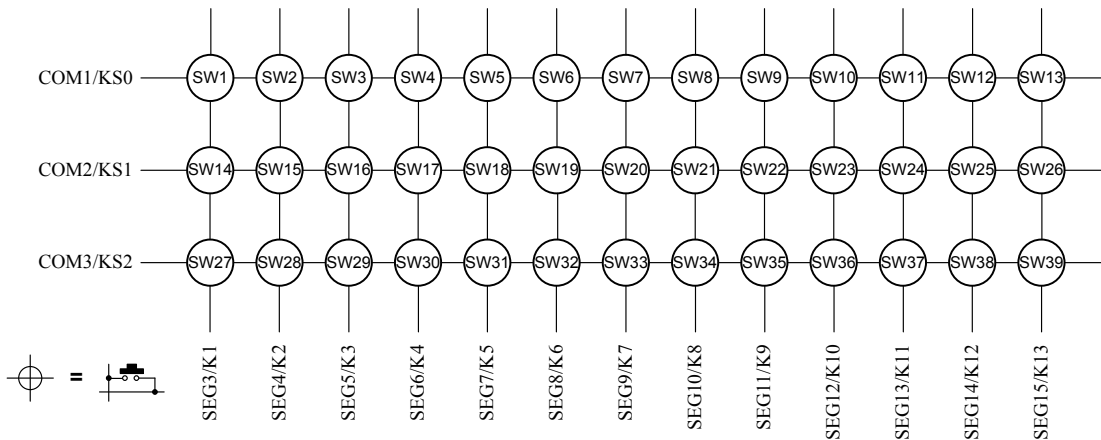 COM1/KS0 SW1 SW2 SW3 SW4 SW5 SW6 SW7 SW8 SW9 SW10 SW11 SW12 SW13
COM2/KS1 SW14 SW15 SW16 SW17 SW18 SW19 SW20 SW21 SW22 SW23 SW24 SW25 SW26
COM3/KS2 SW27 SW28 SW29 SW30 SW31 SW32 SW33 SW34 SW35 SW36 SW37 SW38 SW39
=
SEG3/K1
SEG4/K2
SEG5/K3
SEG6/K4
SEG7/K5
SEG8/K6
SEG9/K7
SEG10/K8
SEG11/K9
SEG12/K10
SEG13/K11
SEG14/K12
SEG15/K13